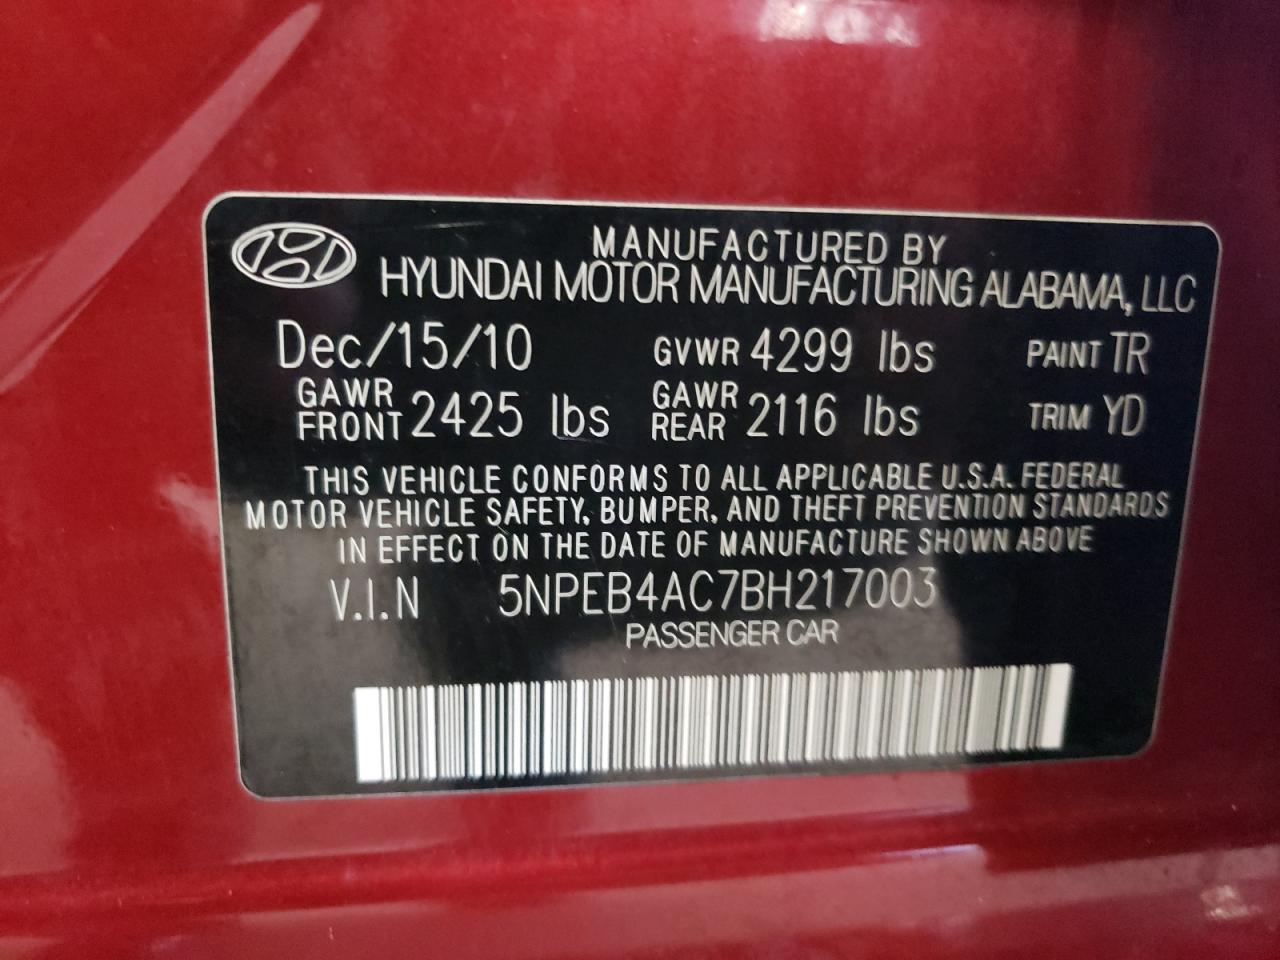 MANUFACTURED BY
HYUNDAI MOTOR MANUFACTURING ALABAMA, LLC
Dec/15/10 GVWR 4299 lbs PAINT TR
GAWR FRONT 2425 lbs GAWR REAR 2116 lbs TRIM YD
THIS VEHICLE CONFORMS TO ALL APPLICABLE U.S.A. FEDERAL
MOTOR VEHICLE SAFETY, BUMPER, AND THEFT PREVENTION STANDARDS
IN EFFECT ON THE DATE OF MANUFACTURE SHOWN ABOVE
V.I.N 5NPEB4AC7BH217003
PASSENGER CAR